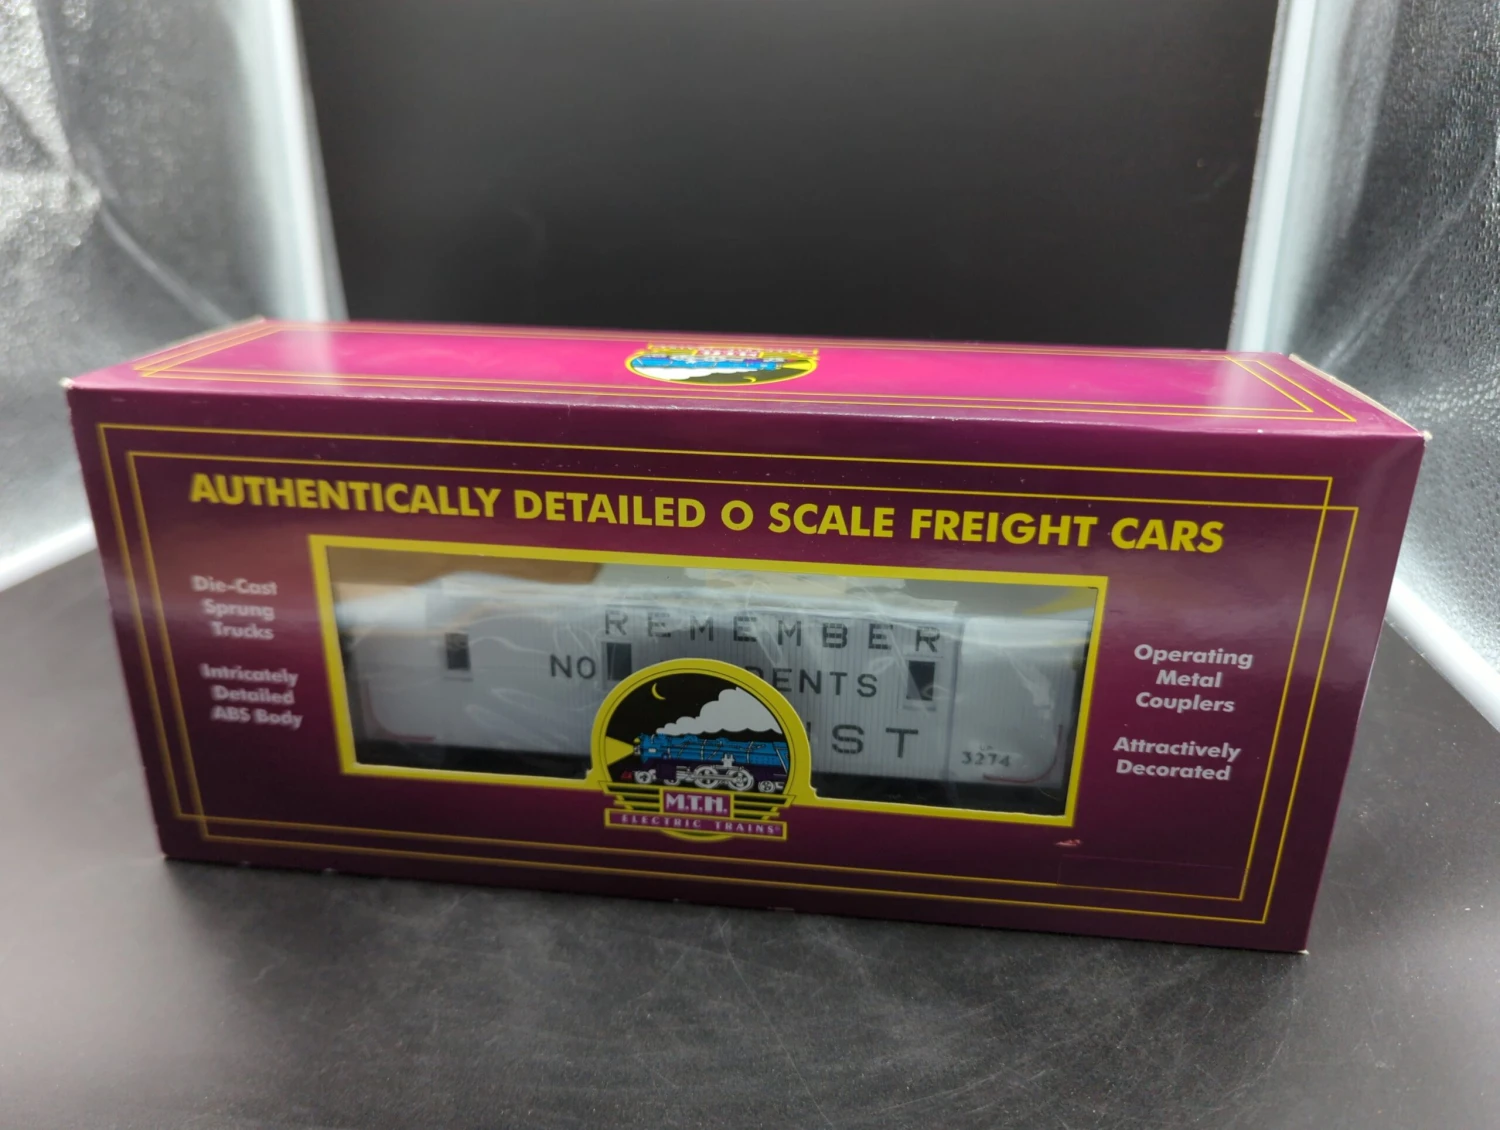 AUTHENTICALLY DETAILED O SCALE FREIGHT CARS
Die-Cast
Sprung
Trucks
Intricately
Detailed
ABS Body
REMEMBER
NO
ENTS
ST
3274
M.T.H.
ELECTRIC TRAINS®
Operating
Metal
Couplers
Attractively
Decorated